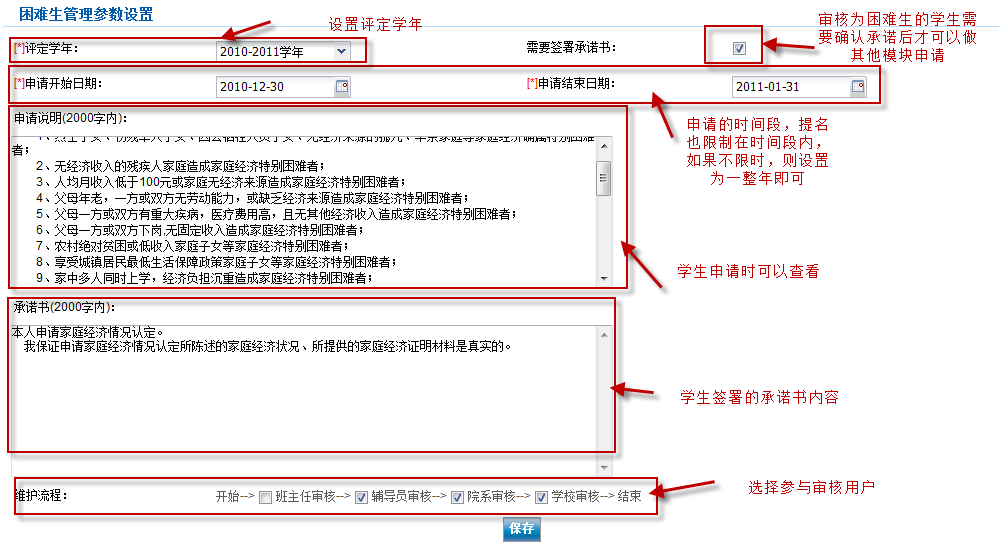 困难生管理参数设置
设置评定学年
审核为困难生的学生需
要确认承诺后才可以做
其他模块申请
[*]评定学年： 2010-2011学年 需要签署承诺书：
[*]申请开始日期： 2010-12-30 [*]申请结束日期： 2011-01-31
申请的时间段，提名
也限制在时间段内，
如果不限时，则设置
为一整年即可
申请说明(2000字内)：
者；
2、无经济收入的残疾人家庭造成家庭经济特别困难者；
3、人均月收入低于100元或家庭无经济来源造成家庭经济特别困难者；
4、父母年老，一方或双方无劳动能力，或缺乏经济来源造成家庭经济特别困难者；
5、父母一方或双方有重大疾病，医疗费用高，且无其他经济收入造成家庭经济特别困难者；
6、父母一方或双方下岗,无固定收入造成家庭经济特别困难者；
7、农村绝对贫困或低收入家庭子女等家庭经济特别困难者；
8、享受城镇居民最低生活保障政策家庭子女等家庭经济特别困难者；
9、家中多人同时上学，经济负担沉重造成家庭经济特别困难者；
学生申请时可以查看
承诺书(2000字内)：
本人申请家庭经济情况认定。
我保证申请家庭经济情况认定所陈述的家庭经济状况、所提供的家庭经济证明材料是真实的。
学生签署的承诺书内容
维护流程： 开始--> 班主任审核--> 辅导员审核--> 院系审核--> 学校审核--> 结束
选择参与审核用户
保存